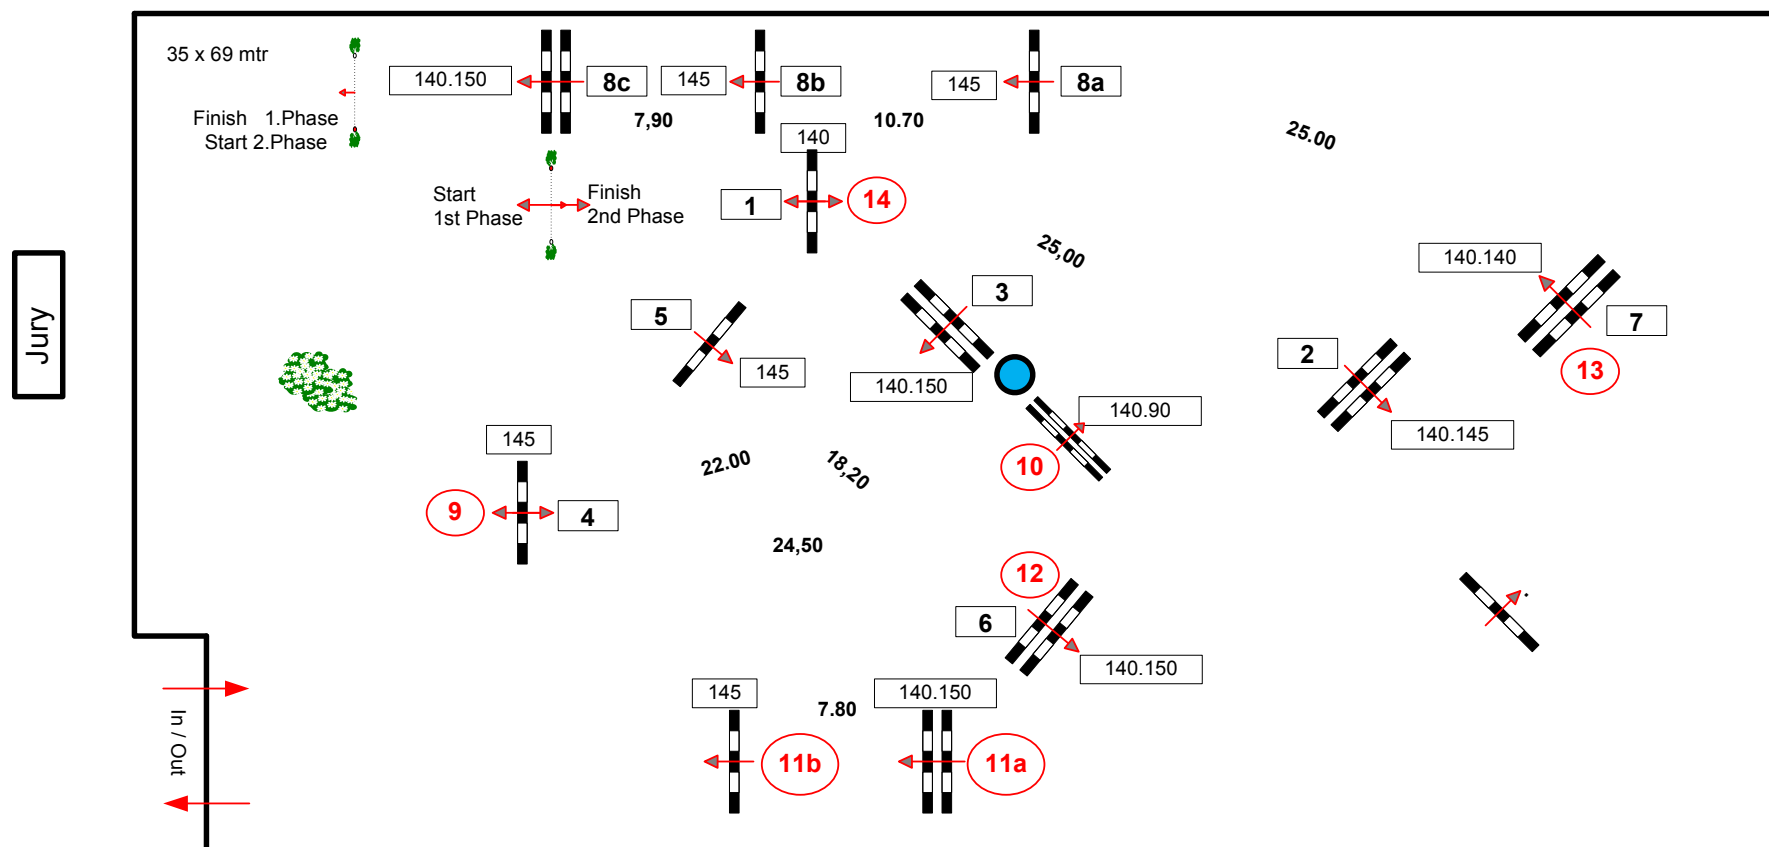 35 x 69 mtr
Finish 1.Phase
Start 2.Phase
140.150
8c
145
8b
145
8a
7,90
10.70
25.00
140
Start
1st Phase
Finish
2nd Phase
1
14
25,00
140.140
Jury
5
145
3
140.150
2
7
13
140.90
140.145
145
9
4
22.00
18,20
10
24,50
12
6
140.150
In / Out
145
7.80
140.150
11b
11a